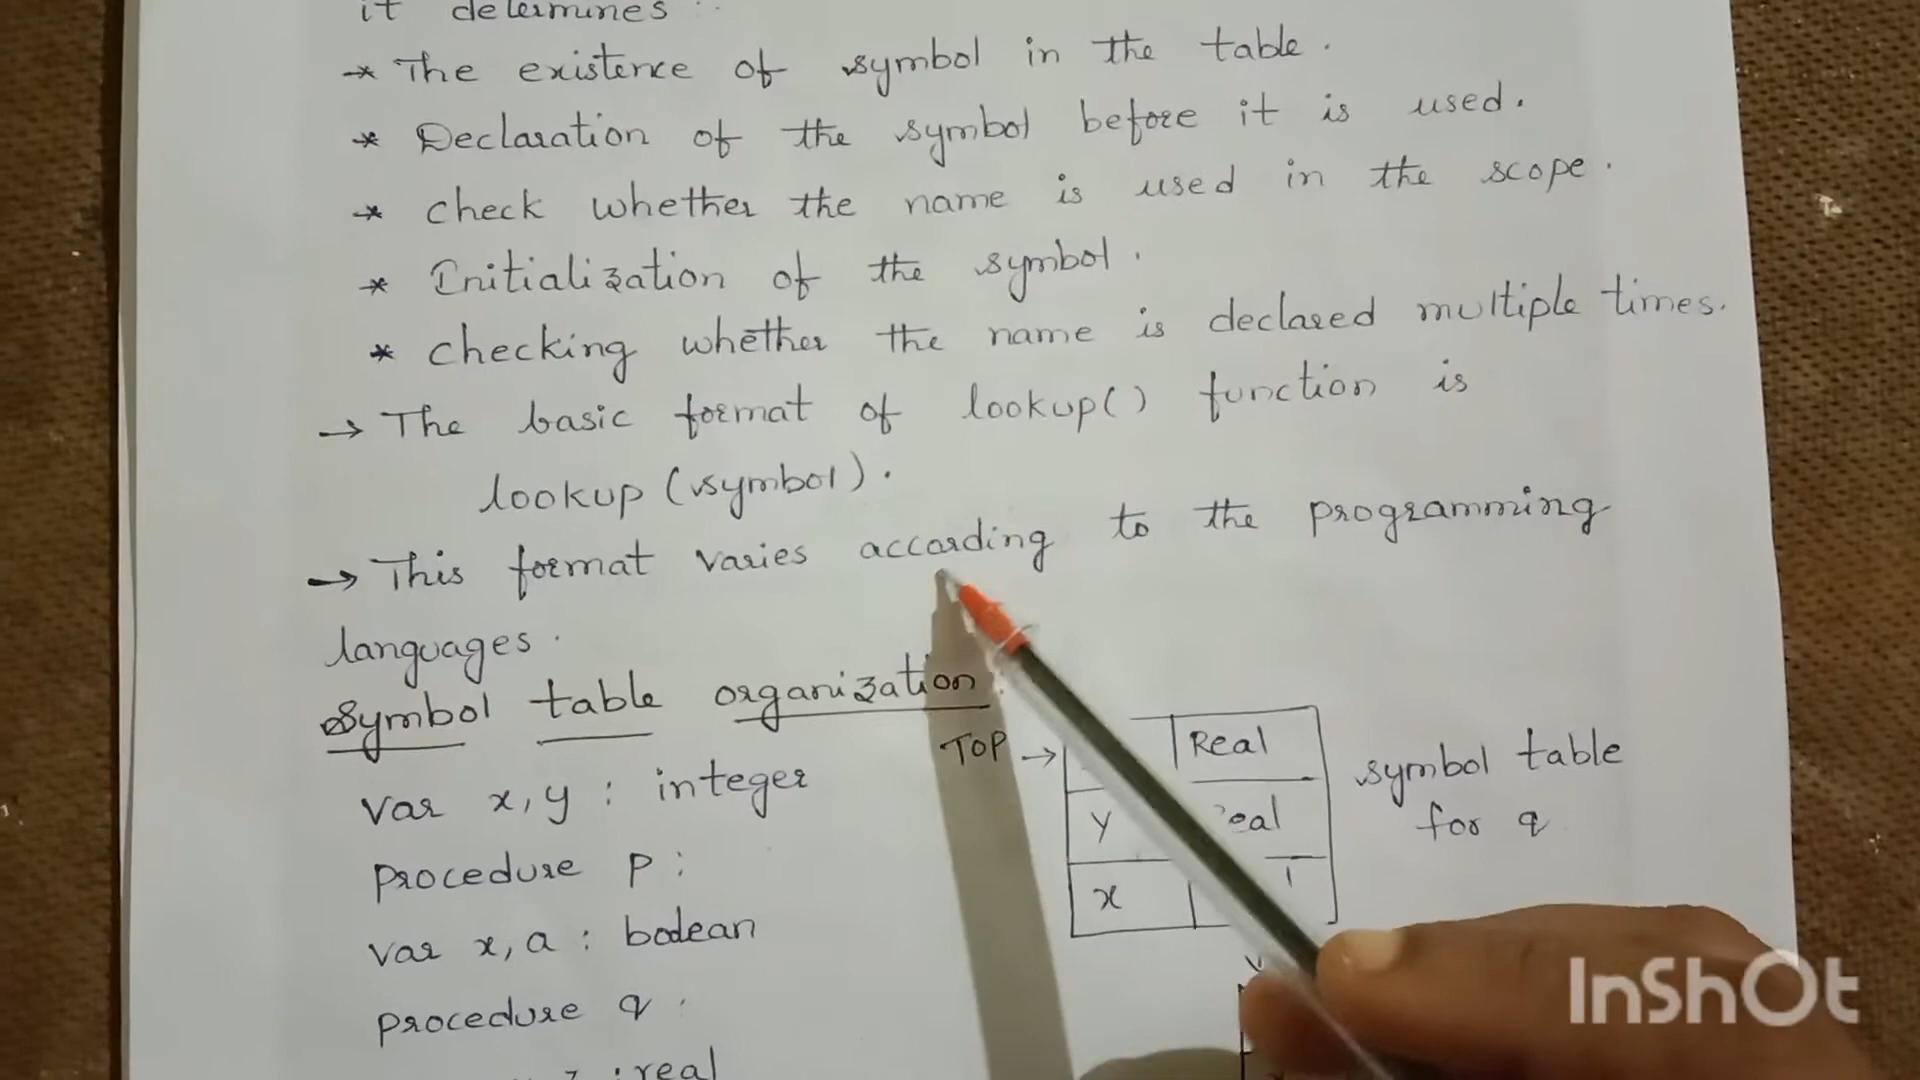 it determines
* The existence of symbol in the table.
* Declaration of the symbol before it is used.
* check whether the name is used in the scope.
* Initialization of the symbol.
* checking whether the name is declared multiple times.
→ The basic format of lookup() function is
lookup (symbol).
→ This format varies according to the programming
languages.
Symbol table organization
var x, y : integer
Procedure p :
var x, a : boolean
procedure q :
: real
TOP → Real
y
x
symbol table
for q
InShOt